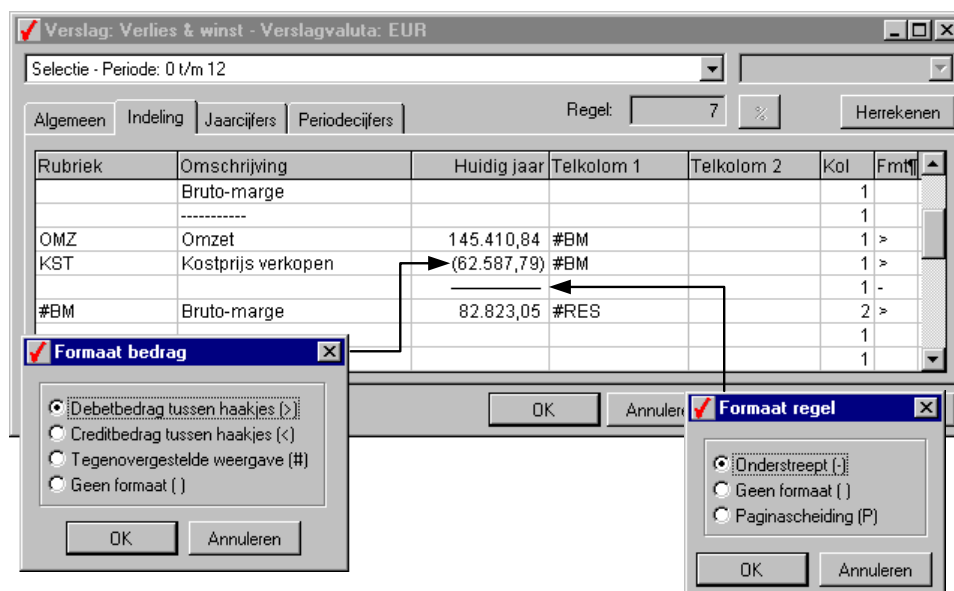 Verslag: Verlies & winst - Verslagvaluta: EUR
Selectie - Periode: 0 t/m 12
Algemeen Indeling Jaarcijfers Periodecijfers Regel: 7 % Herrekenen
Rubriek Omschrijving Huidig jaar Telkolom 1 Telkolom 2 Kol Fmt¶
Bruto-marge 1
----------- 1
OMZ Omzet 145.410,84 #BM 1 >
KST Kostprijs verkopen (62.587,79) #BM 1 >
1 -
#BM Bruto-marge 82.823,05 #RES 2 >
1
1
OK
Formaat bedrag
Debetbedrag tussen haakjes (>)
Creditbedrag tussen haakjes (<)
Tegenovergestelde weergave (#)
Geen formaat ( )
OK Annuleren
Formaat regel
Onderstreept (-)
Geen formaat ( )
Paginascheiding (P)
OK Annuleren